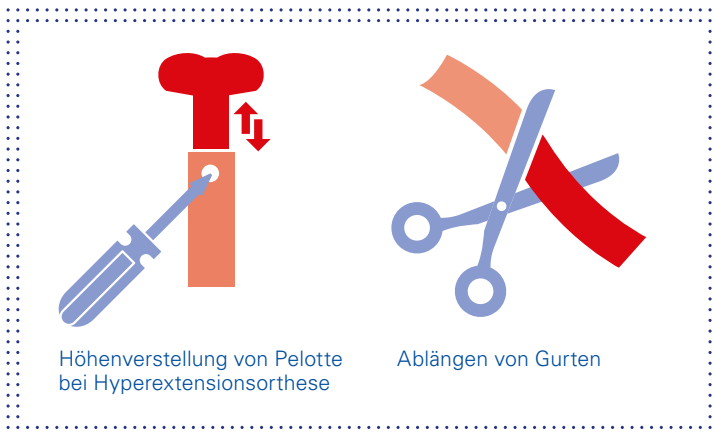 Höhenverstellung von Pelotte
bei Hyperextensionsorthese
Ablängen von Gurten